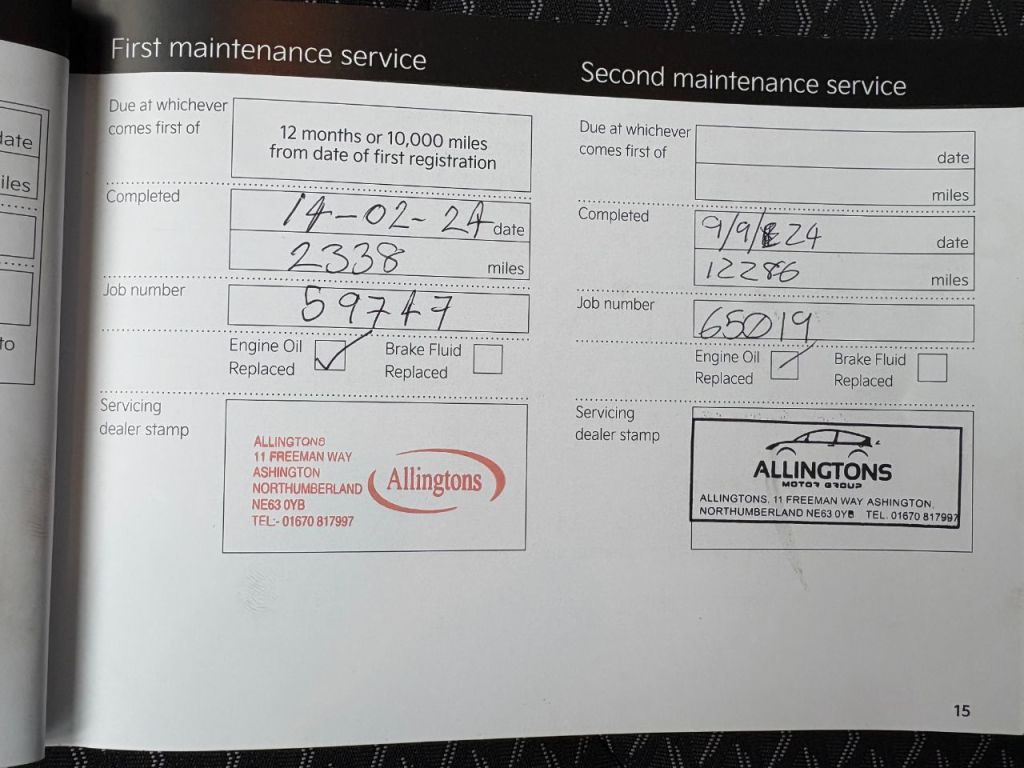 ate
iles
to
First maintenance service
Due at whichever
comes first of
12 months or 10,000 miles
from date of first registration
Completed
14-02-24 date
2338 miles
Job number
59747
Engine Oil
Replaced
Brake Fluid
Replaced
Servicing
dealer stamp
ALLINGTONS
11 FREEMAN WAY
ASHINGTON
NORTHUMBERLAND
NE63 0YB
TEL:- 01670 817997
Allingtons
Second maintenance service
Due at whichever
comes first of
date
miles
Completed
9/9/24 date
12286 miles
Job number
65019
Engine Oil
Replaced
Brake Fluid
Replaced
Servicing
dealer stamp
ALLINGTONS
MOTOR GROUP
ALLINGTONS, 11 FREEMAN WAY ASHINGTON,
NORTHUMBERLAND NE63 0YB TEL. 01670 817997
15